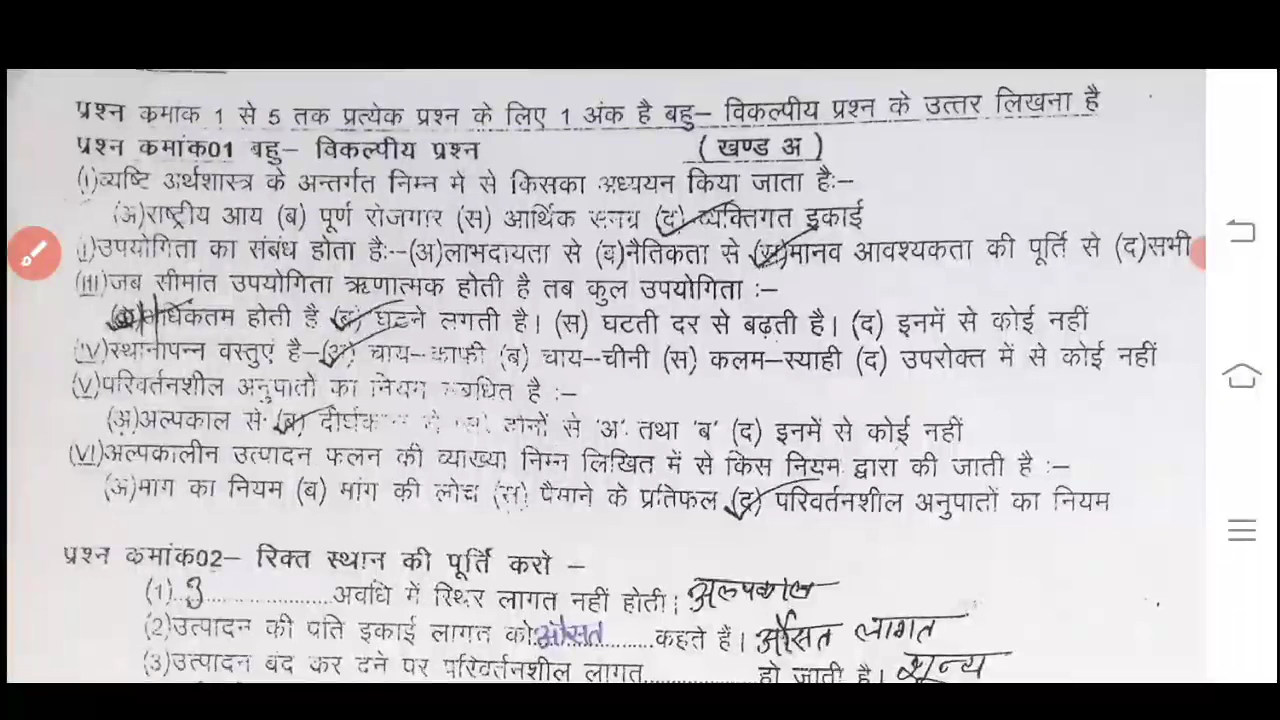 प्रश्न कमाक 1 से 5 तक प्रत्येक प्रश्न के लिए 1 अंक है बहु– विकल्पीय प्रश्न के उत्तर लिखना है
प्रश्न कमांक01 बहु– विकल्पीय प्रश्न (खण्ड अ)
(I)व्यष्टि अर्थशास्त्र के अन्तर्गत निम्न में से किसका अध्ययन किया जाता है:–
(अ)राष्ट्रीय आय (ब) पूर्ण रोजगार (स) आर्थिक समग्र (द) व्यक्तिगत इकाई
उपयोगिता का संबंध होता है:–(अ)लाभदायता से (ब)नैतिकता से (स)मानव आवश्यकता की पूर्ति से (द)सभी
(III)जब सीमांत उपयोगिता ऋणात्मक होती है तब कुल उपयोगिता :–
(अ)अधिकतम होती है (ब) घटने लगती है। (स) घटती दर से बढ़ती है। (द) इनमें से कोई नहीं
स्थानापन्न वस्तुए है–(अ) चाय–काफी (ब) चाय–चीनी (स) कलम–स्याही (द) उपरोक्त में से कोई नहीं
(V)परिवर्तनशील अनुपातों का नियम है :–
(अ)अल्पकाल से (ब) दोनों से 'अ' तथा 'ब' (द) इनमें से कोई नहीं
(VI)अल्पकालीन उत्पादन फलन की व्याख्या निम्न लिखित में से किस नियम द्वारा की जाती है :–
(अ)माग का नियम (ब) मांग की लोच (स) पैमाने के प्रतिफल (द) परिवर्तनशील अनुपातों का नियम
प्रश्न कमांक02– रिक्त स्थान की पूर्ति करो –
(1)....................अवधि में स्थिर लागत नहीं होती। अल्पकाल
(2)उत्पादन की पति इकाई लागत को औसत.........कहते हैं। औसत लागत
(3)उत्पादन बंद कर देने पर परिवर्तनशील लागत..............हो जाती है। शून्य